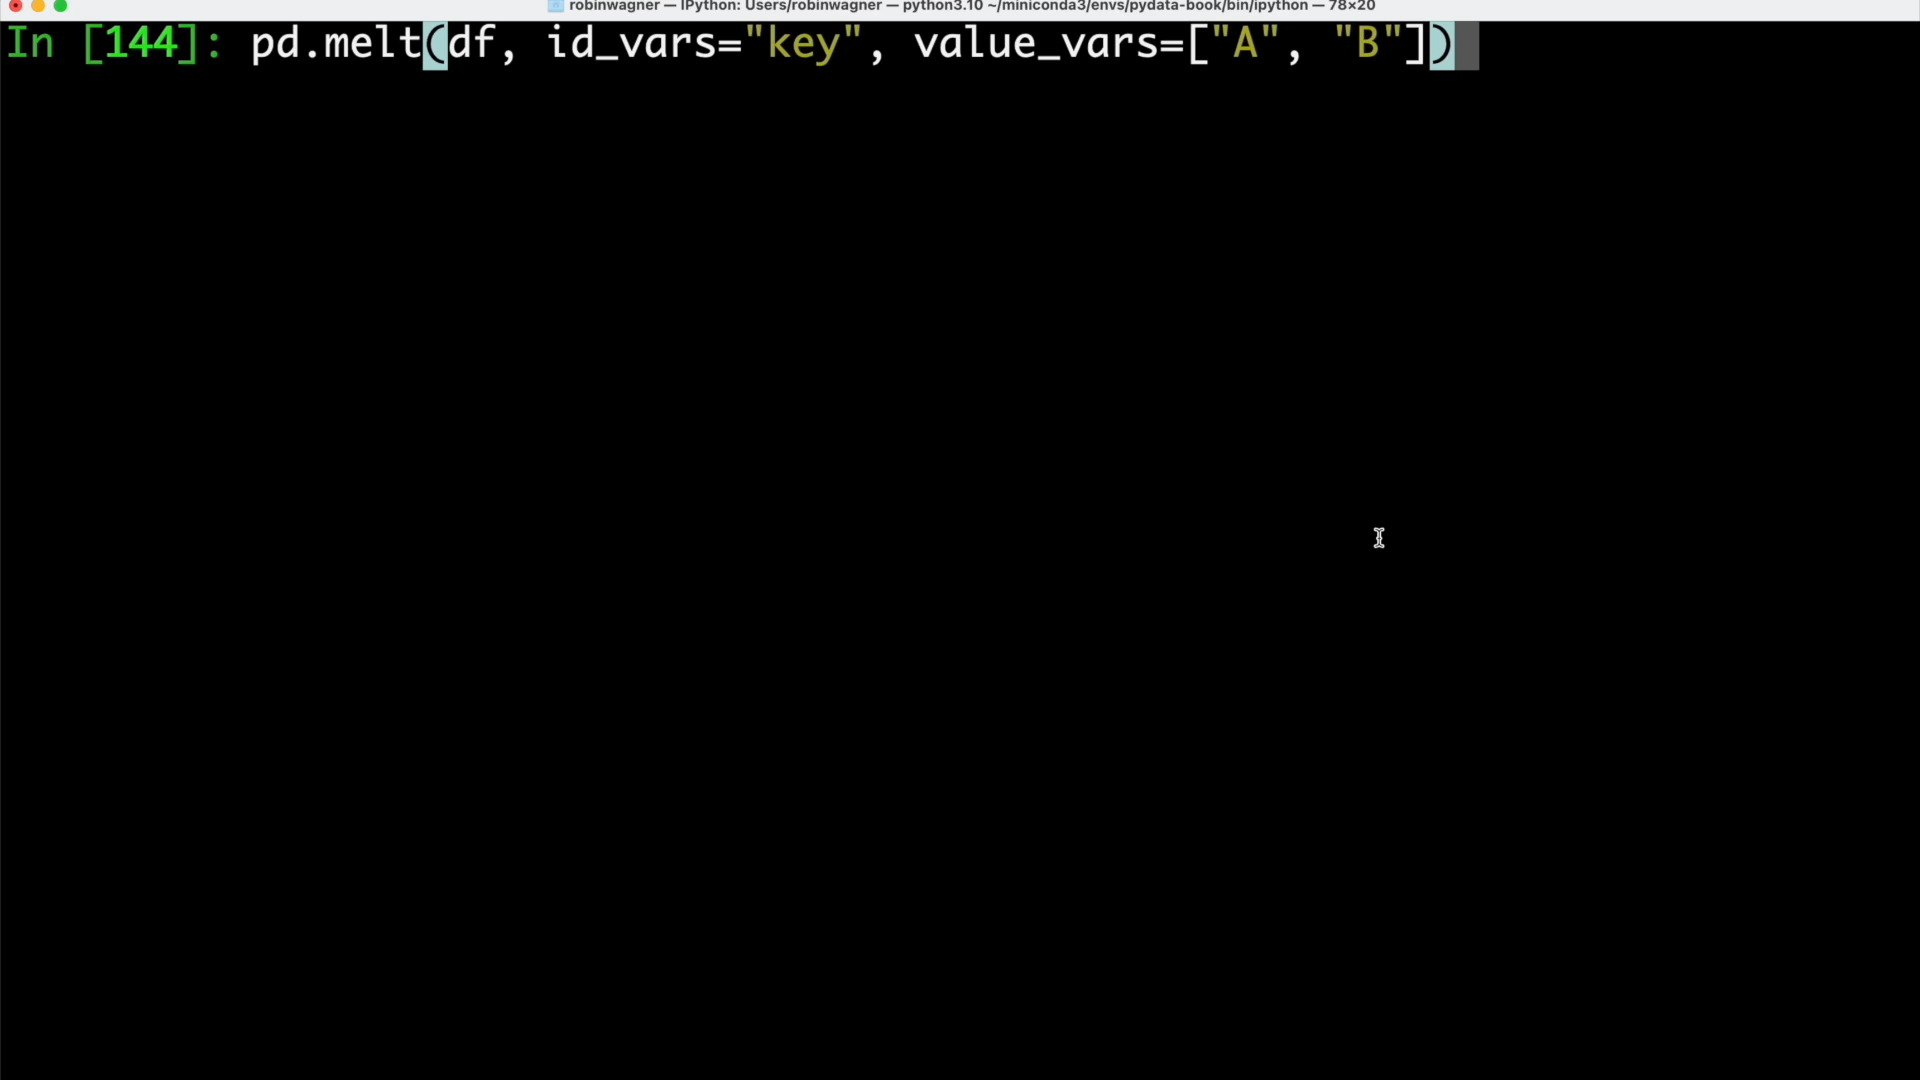 robinwagner — IPython: Users/robinwagner — python3.10 ~/miniconda3/envs/pydata-book/bin/ipython — 78×20
In [144]: pd.melt(df, id_vars="key", value_vars=["A", "B"])